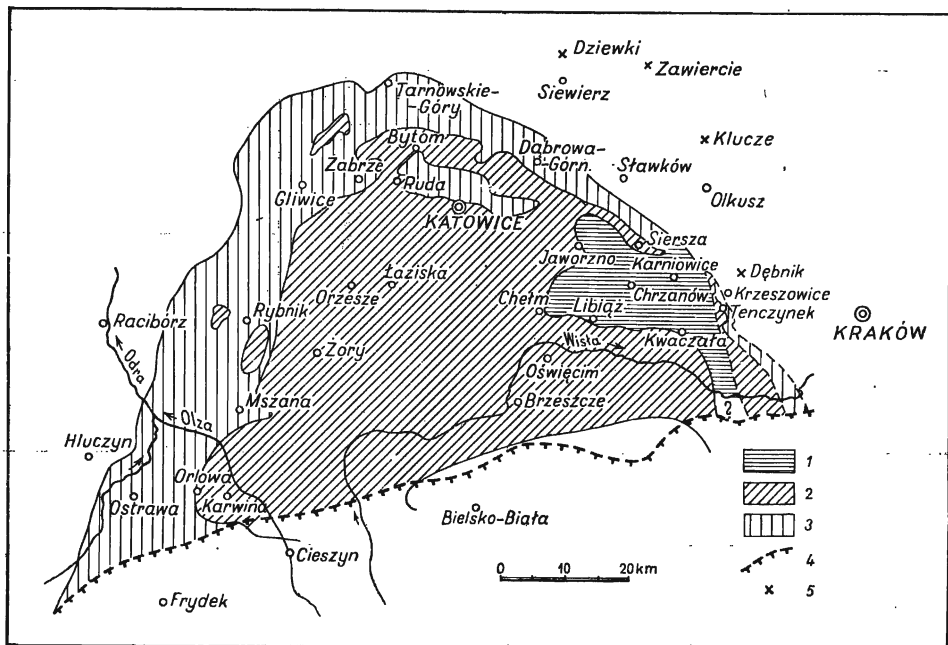 Dziewki
Zawiercie
Siewierz
Tarnowskie-
-Góry
Klucze
Bytom
Dąbrowa-
Górn.
Sławków
Zabrze
Ruda
Gliwice
Olkusz
KATOWICE
Siersza
Jaworzno
Karniowice
Dębnik
Łaziska
Orzesze
Chrzanów
Krzeszowice
Chełm
Libiąż
Tenczynek
Racibórz
Rybnik
KRAKÓW
Odra
Kwaczała
Wisła
Żory
Oświęcim
Mszana
Brzeszcze
Olza
?
Hluczyn
1
Orlowa
2
Ostrawa
Karwina
3
Bielsko-Biała
Cieszyn
4
0 10 20 km
5
Frydek